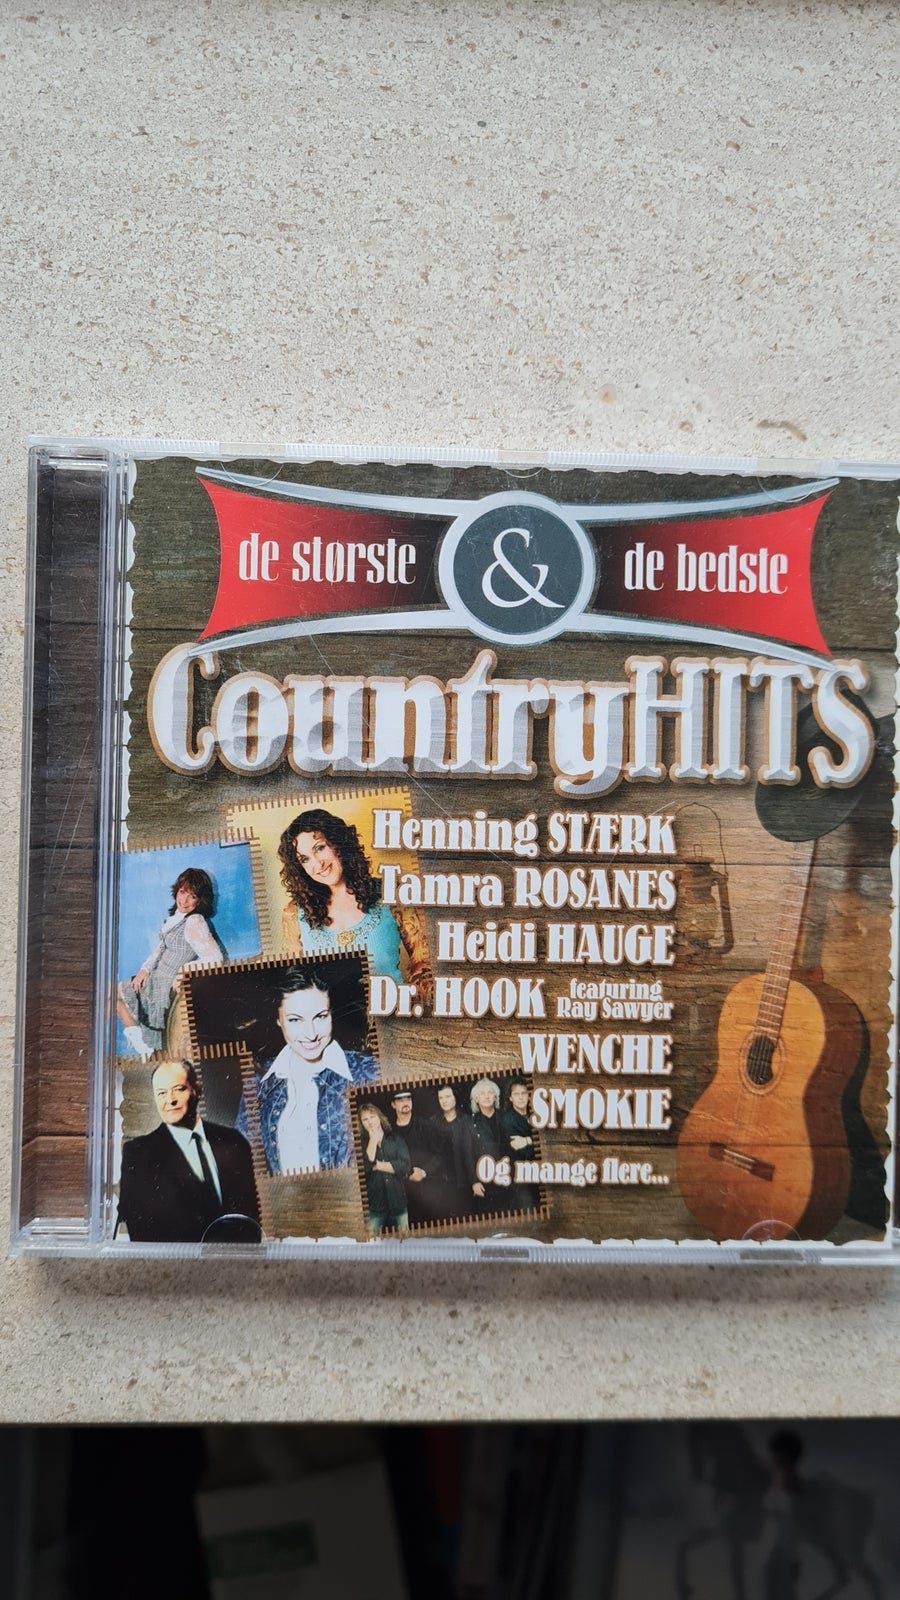 de største & de bedste
CountryHITS
Henning STÆRK
Tamra ROSANES
Heidi HAUGE
Dr. HOOK featuring Ray Sawyer
WENCHE
SMOKIE
Og mange flere...